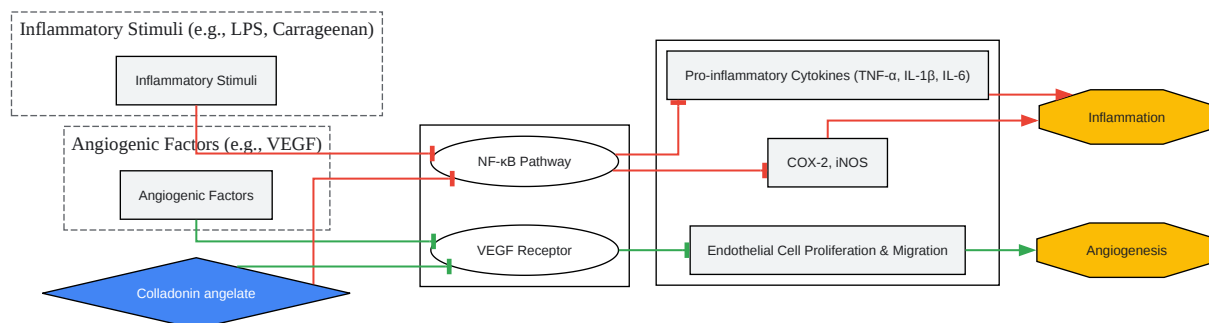 Inflammatory Stimuli (e.g., LPS, Carrageenan)
Inflammatory Stimuli
Angiogenic Factors (e.g., VEGF)
Angiogenic Factors
Colladonin angelate
NF-κB Pathway
VEGF Receptor
Pro-inflammatory Cytokines (TNF-α, IL-1β, IL-6)
COX-2, iNOS
Endothelial Cell Proliferation & Migration
Inflammation
Angiogenesis